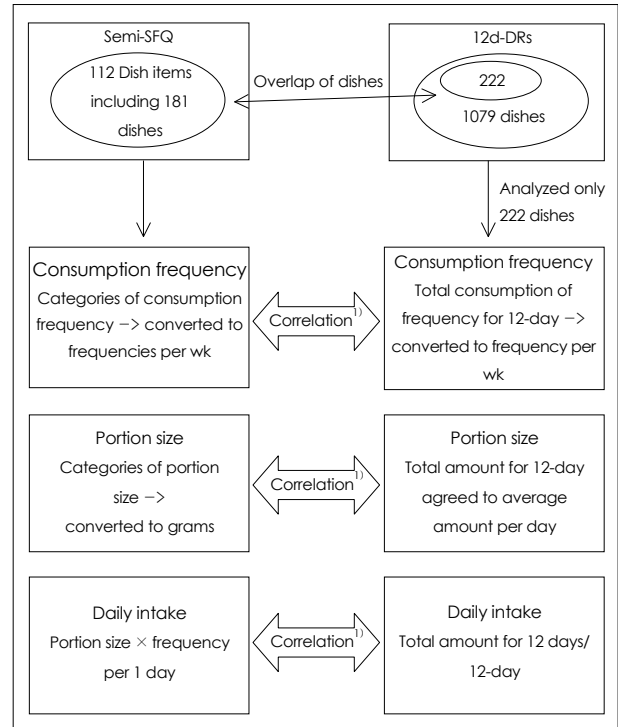 Semi-SFQ
112 Dish items
including 181
dishes
Overlap of dishes
12d-DRs
222
1079 dishes
Analyzed only
222 dishes
Consumption frequency
Categories of consumption
frequency −> converted to
frequencies per wk
Correlation1)
Consumption frequency
Total consumption of
frequency for 12-day −>
converted to frequency per
wk
Portion size
Categories of portion
size −>
converted to grams
Correlation1)
Portion size
Total amount for 12-day
agreed to average
amount per day
Daily intake
Portion size × frequency
per 1 day
Correlation1)
Daily intake
Total amount for 12 days/
12-day